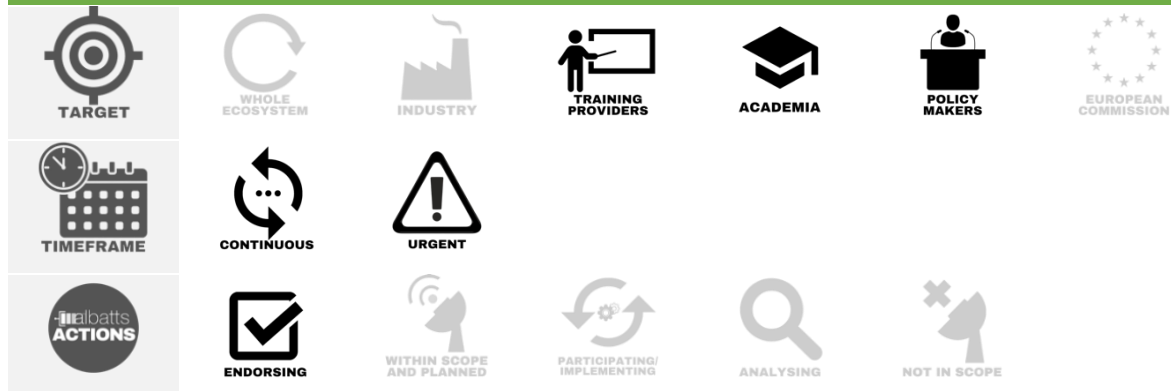 TARGET
WHOLE
ECOSYSTEM
INDUSTRY
TRAINING
PROVIDERS
ACADEMIA
POLICY
MAKERS
EUROPEAN
COMMISSION
TIMEFRAME
CONTINUOUS
URGENT
albatts
ACTIONS
ENDORSING
WITHIN SCOPE
AND PLANNED
PARTICIPATING/
IMPLEMENTING
ANALYSING
NOT IN SCOPE